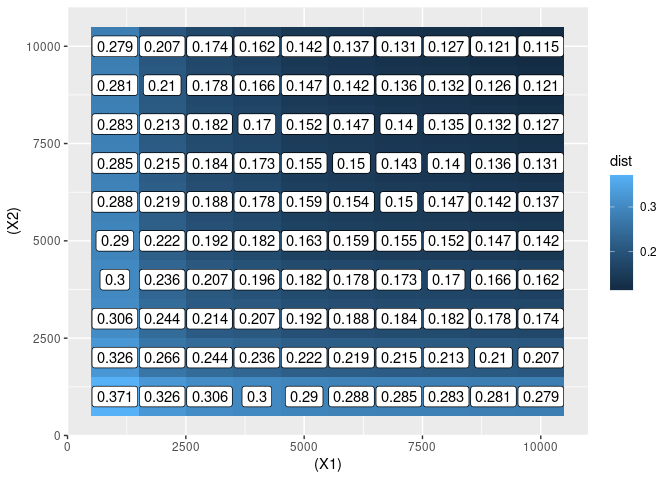 10000 0.279 0.207 0.174 0.162 0.142 0.137 0.131 0.127 0.121 0.115
0.281 0.21 0.178 0.166 0.147 0.142 0.136 0.132 0.126 0.121
0.283 0.213 0.182 0.17 0.152 0.147 0.14 0.135 0.132 0.127
7500 0.285 0.215 0.184 0.173 0.155 0.15 0.143 0.14 0.136 0.131
dist
0.288 0.219 0.188 0.178 0.159 0.154 0.15 0.147 0.142 0.137
0.3
(X2)
5000 0.29 0.222 0.192 0.182 0.163 0.159 0.155 0.152 0.147 0.142
0.2
0.3 0.236 0.207 0.196 0.182 0.178 0.173 0.17 0.166 0.162
0.306 0.244 0.214 0.207 0.192 0.188 0.184 0.182 0.178 0.174
2500
0.326 0.266 0.244 0.236 0.222 0.219 0.215 0.213 0.21 0.207
0.371 0.326 0.306 0.3 0.29 0.288 0.285 0.283 0.281 0.279
0
0 2500 5000 7500 10000
(X1)